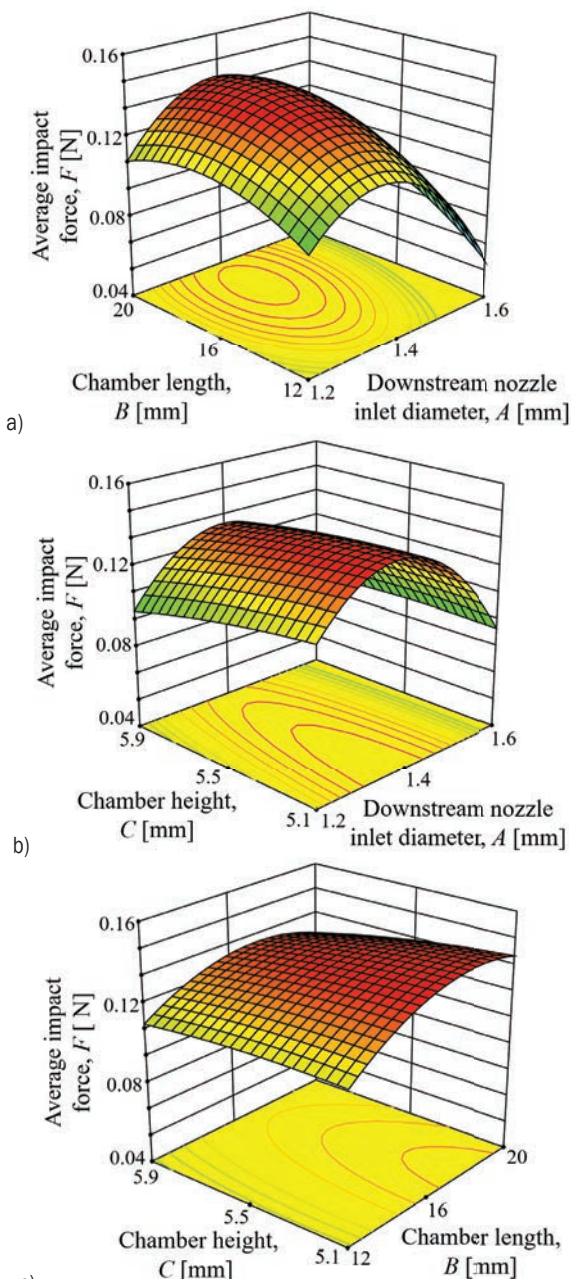 0.16
0.12
0.08
0.04
Average impact
force, F [N]
20
16
12
1.2
1.4
1.6
Chamber length,
B [mm]
Downstream nozzle
inlet diameter, A [mm]
a)
0.16
0.12
0.08
0.04
Average impact
force, F [N]
5.9
5.5
5.1
1.2
1.4
1.6
Chamber height,
C [mm]
Downstream nozzle
inlet diameter, A [mm]
b)
0.16
0.12
0.08
0.04
Average impact
force, F [ N]
5.9
5.5
5.1
12
16
20
Chamber height,
C [mm]
Chamber length,
B [mm]